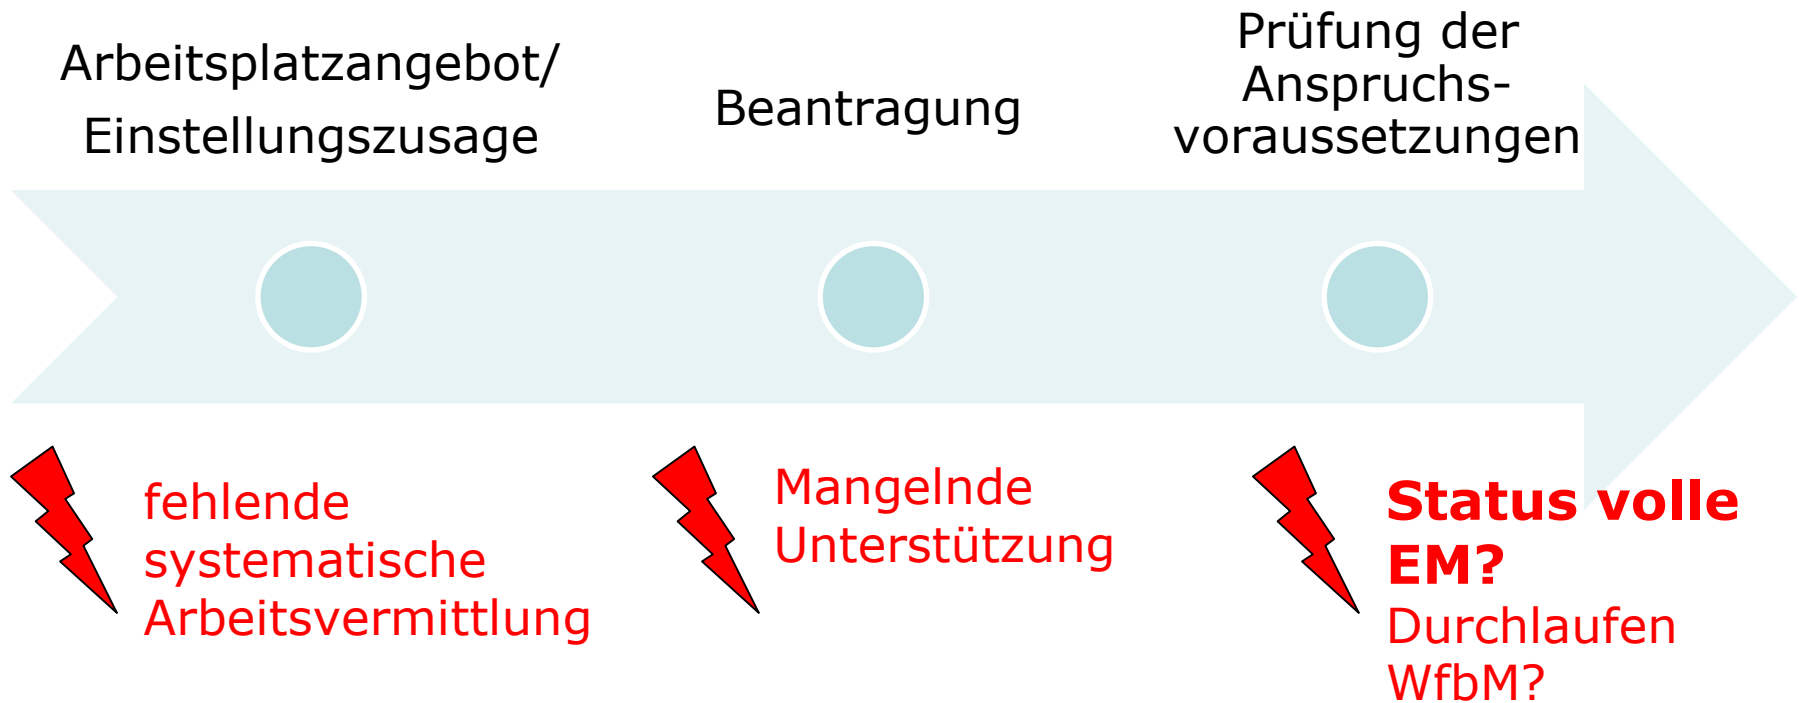 Arbeitsplatzangebot/
Einstellungszusage
Beantragung
Prüfung der
Anspruchs-
voraussetzungen
fehlende
systematische
Arbeitsvermittlung
Mangelnde
Unterstützung
Status volle
EM?
Durchlaufen
WfbM?